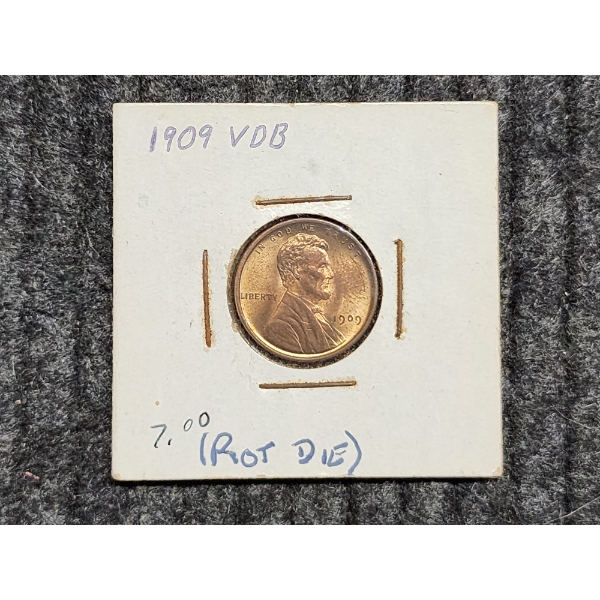 1909 VDB
IN GOD WE TRUST
LIBERTY
1909
7.00
(ROT DIE)